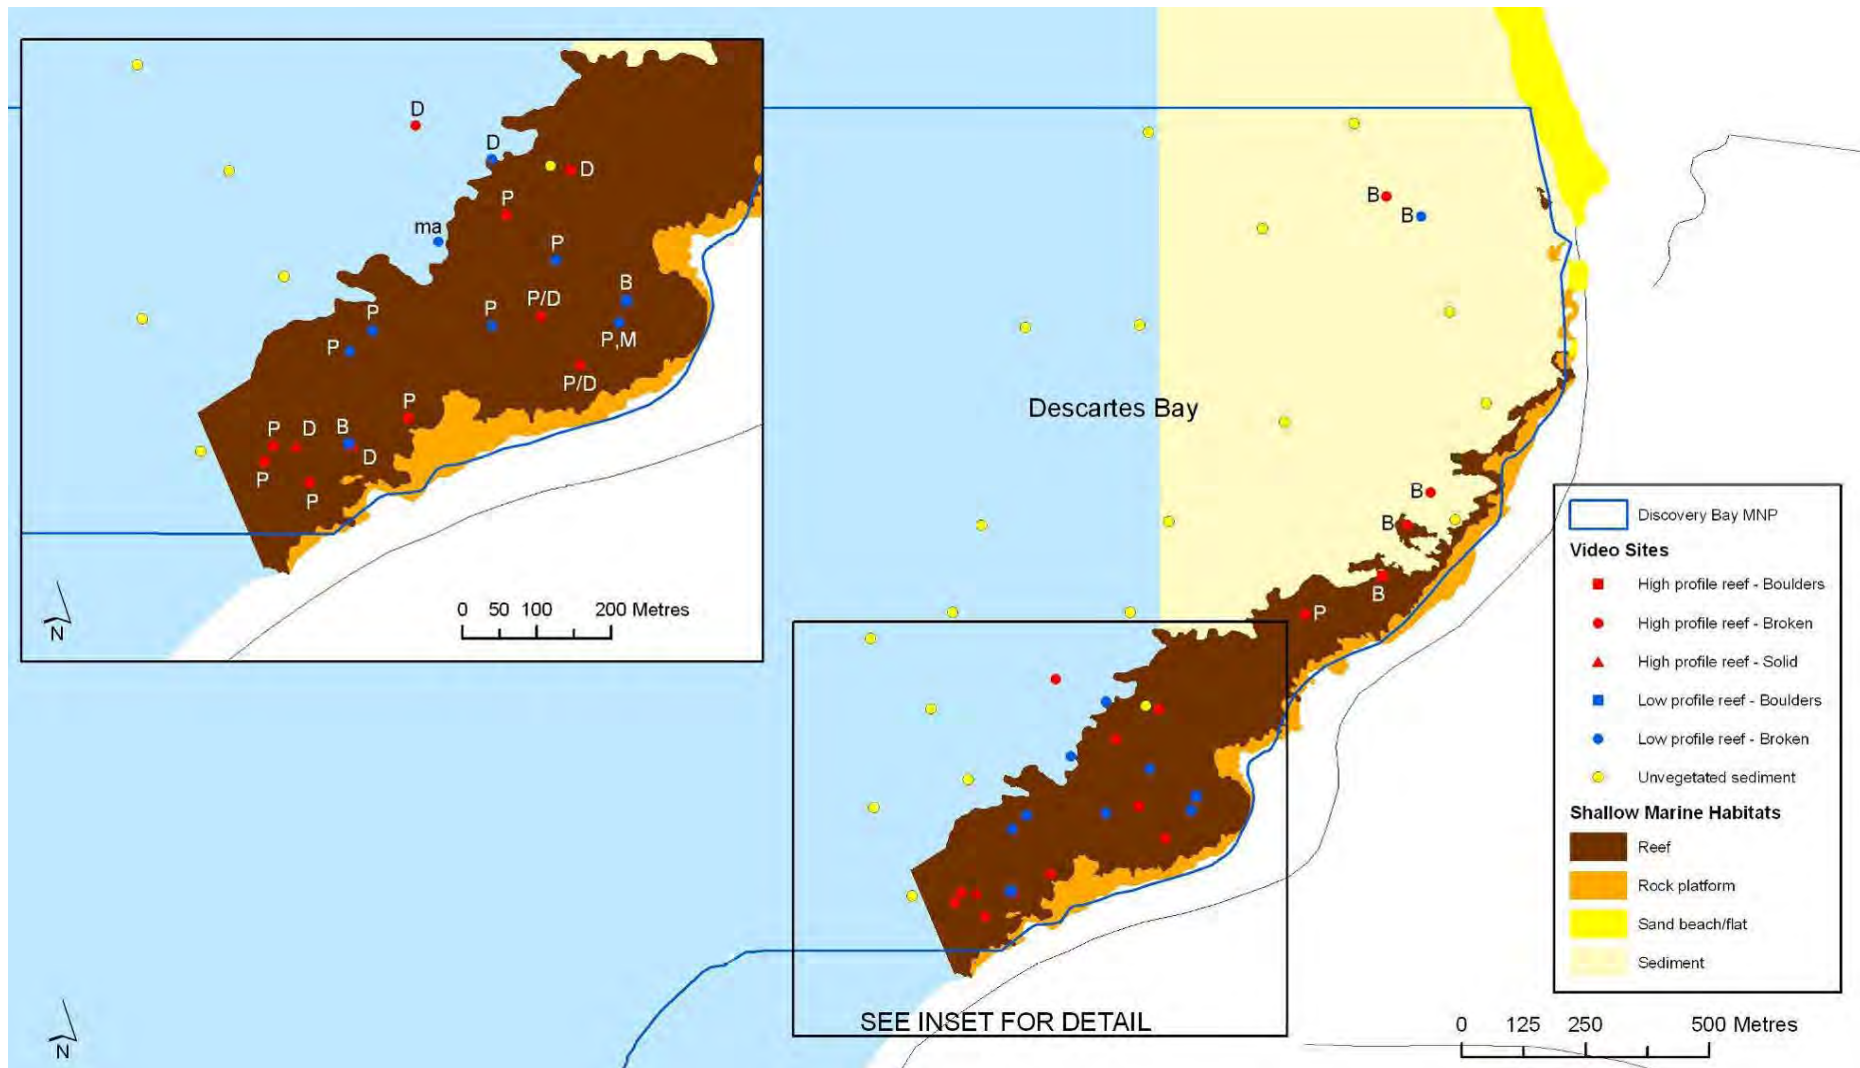 D
D
D
P
ma
P
B
P/D
P
P
P
P,M
P/D
P
P
D
B
D
P
P
0 50 100 200 Metres
N
B
B
Descartes Bay
B
B
B
P
SEE INSET FOR DETAIL
N
Discovery Bay MNP
Video Sites
High profile reef - Boulders
High profile reef - Broken
High profile reef - Solid
Low profile reef - Boulders
Low profile reef - Broken
Unvegetated sediment
Shallow Marine Habitats
Reef
Rock platform
Sand beach/flat
Sediment
0 125 250 500 Metres